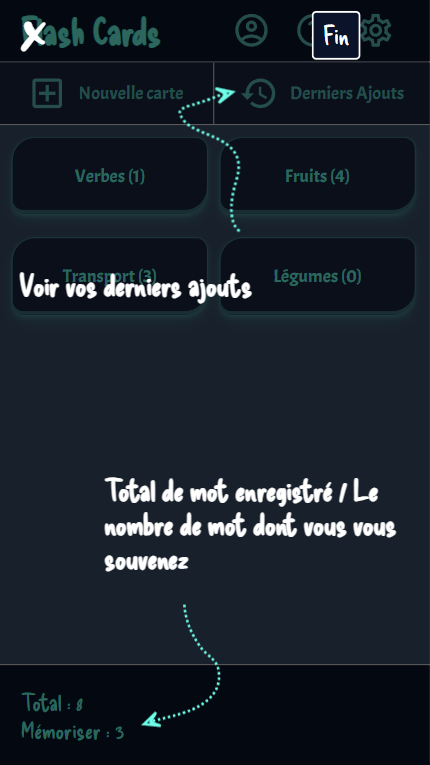 Flash Cards
Fin
Nouvelle carte
Derniers Ajouts
Verbes (1)
Fruits (4)
Transport (3)
Légumes (0)
Voir vos derniers ajouts
Total de mot enregistré / Le
nombre de mot dont vous vous
souvenez
Total : 8
Mémoriser : 3